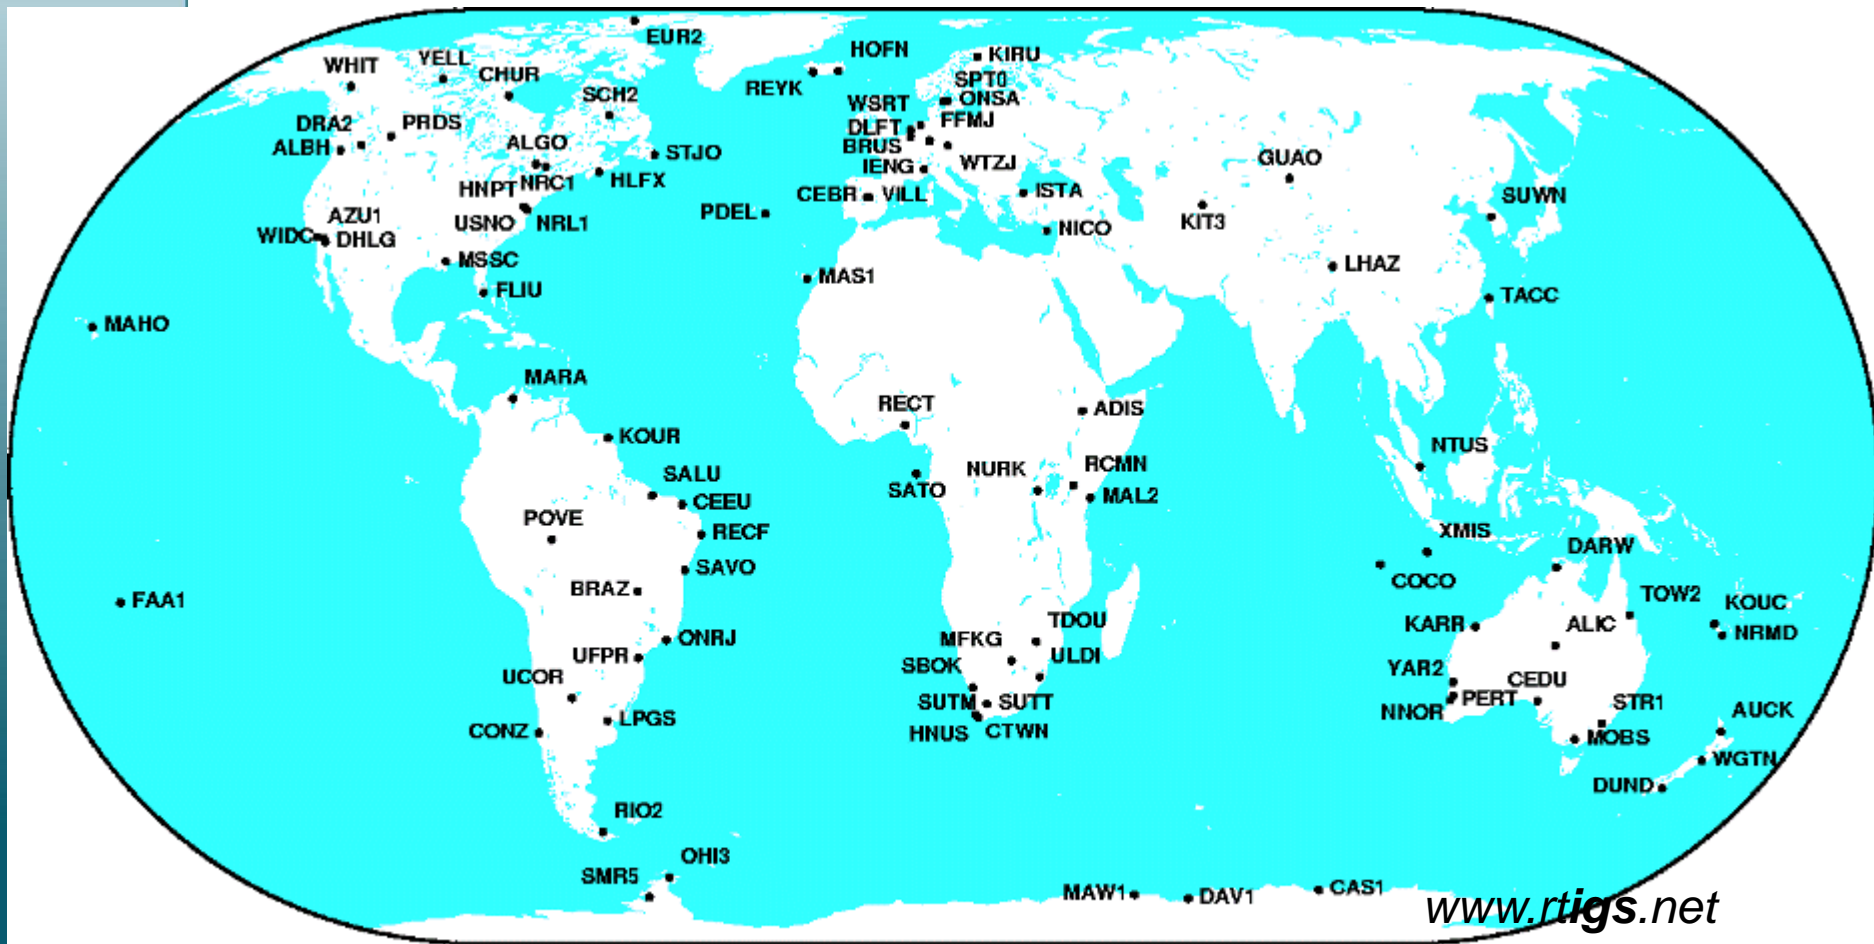 EUR2
HOFN
KIRU
YELL
WHIT
CHUR
REYK
SPT0
SCH2
WSRT
ONSA
DRA2
PRDS
DLFT
FFMJ
ALBH
ALGO
STJO
BRUS
WTZJ
GUAO
IENG
HNPT
NRC1
HLFX
CEBR
VILL
ISTA
SUWN
PDEL
AZU1
USNO
NRL1
KIT3
NICO
WIDC
DHLG
MSSC
LHAZ
MAS1
FLIU
TACC
MAHO
MARA
RECT
ADIS
KOUR
NTUS
SALU
NURK
RCMN
SATO
MAL2
CEEU
POVE
RECF
XMIS
DARW
SAVO
COCO
BRAZ
FAA1
TOW2
KOUC
TDOU
KARR
ALIC
NRMD
ONRJ
MFKG
UFPR
SBOK
ULDI
YAR2
UCOR
CEDU
SUTM
SUTT
PERT
STR1
NNOR
AUCK
LPGS
CONZ
HNUS
CTWN
MOBS
WGTN
DUND
RIO2
OHI3
SMR5
MAW1
DAV1
CAS1
www.rtigs.net